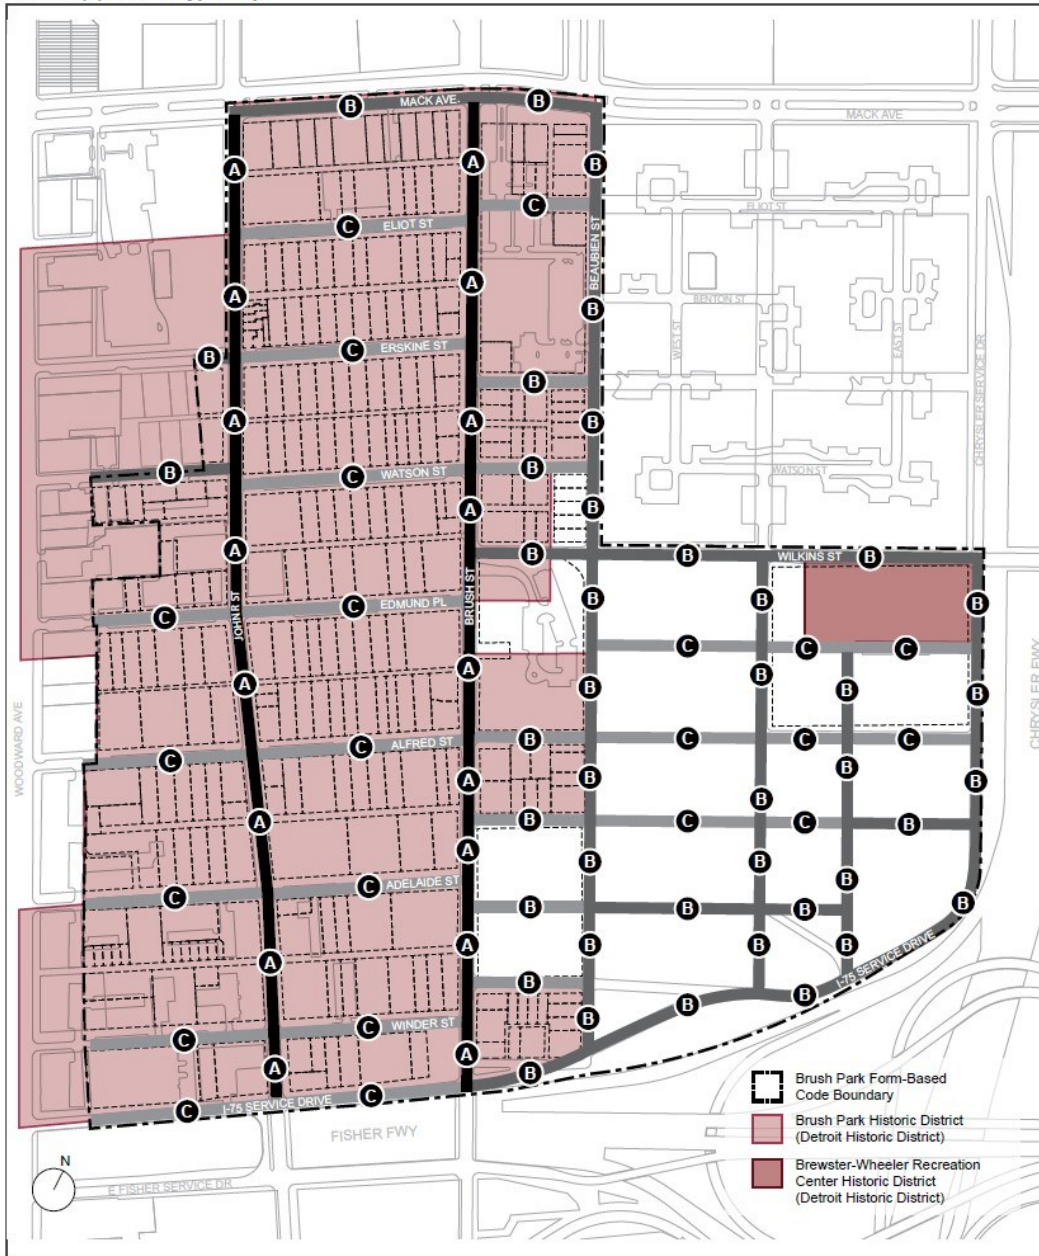 B
MACK AVE.
B
MACK AVE
A
A
B
C
ELIOT ST
C
ELIOT ST
BEAUBIEN ST
A
A
B
BENTON ST
WEST ST
EAST ST
CHRYSLER SERVICE DR
B
C
ERSKINE ST
B
A
A
B
B
C
WATSON ST
B
WATSON ST
A
B
A
B
B
WILKINS ST
B
JOHN R ST
BRUSH ST
C
C
EDMUND PL
B
B
B
C
C
C
CHRYSLER FWY
A
A
B
B
B
B
WOODWARD AVE
C
C
ALFRED ST
B
C
C
C
A
B
B
B
A
B
C
B
C
B
A
B
B
B
C
C
ADELAIDE ST
B
B
B
B
A
A
B
B
B
I-75 SERVICE DRIVE
B
B
B
C
C
WINDER ST
B
B
A
A
B
C
I-75 SERVICE DRIVE
C
FISHER FWY
N
E FISHER SERVICE DR
Brush Park Form-Based
Code Boundary
Brush Park Historic District
(Detroit Historic District)
Brewster-Wheeler Recreation
Center Historic District
(Detroit Historic District)